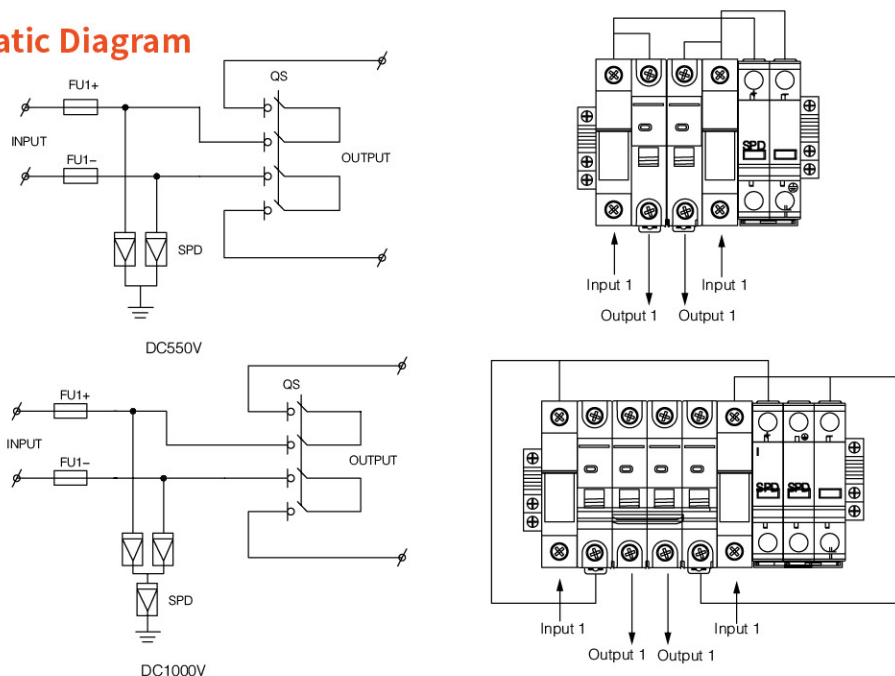 atic Diagram
FU1+
INPUT
FU1−
SPD
QS
OUTPUT
DC550V
SPD
Input 1
Input 1
Output 1
Output 1
FU1+
INPUT
FU1−
SPD
QS
OUTPUT
DC1000V
SPD
SPD
Input 1
Input 1
Output 1
Output 1